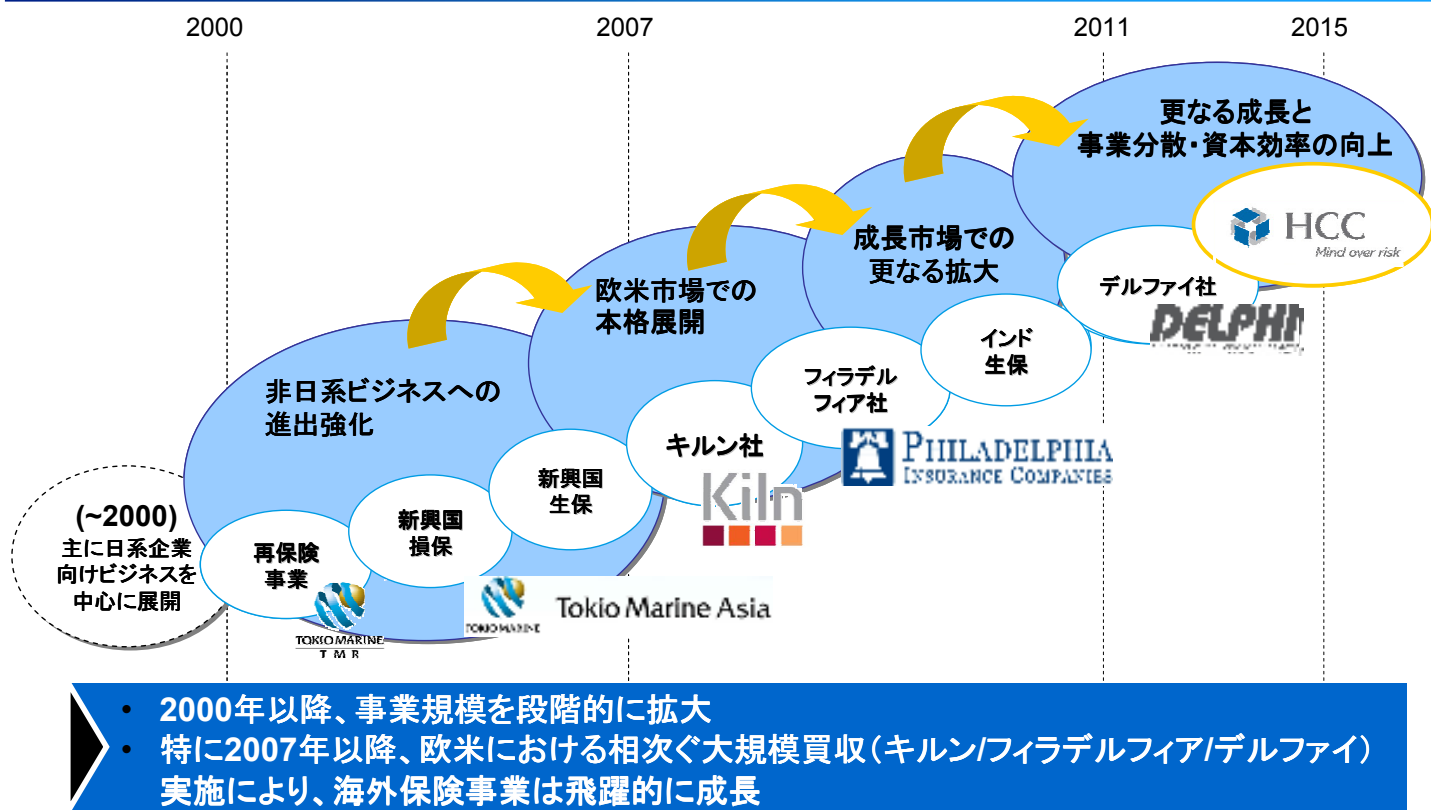 2000
2007
2011
2015
更なる成長と
事業分散・資本効率の向上
HCC
Mind over risk
成長市場での
更なる拡大
デルファイ社
DELPHI
欧米市場での
本格展開
インド
生保
フィラデル
フィア社
PHILADELPHIA
INSURANCE COMPANIES
非日系ビジネスへの
進出強化
キルン社
Kiln
新興国
生保
新興国
損保
再保険
事業
(~2000)
主に日系企業
向けビジネスを
中心に展開
TOKIO MARINE
T M R
TOKIO MARINE
Tokio Marine Asia
• 2000年以降、事業規模を段階的に拡大
• 特に2007年以降、欧米における相次ぐ大規模買収(キルン/フィラデルフィア/デルファイ)
実施により、海外保険事業は飛躍的に成長